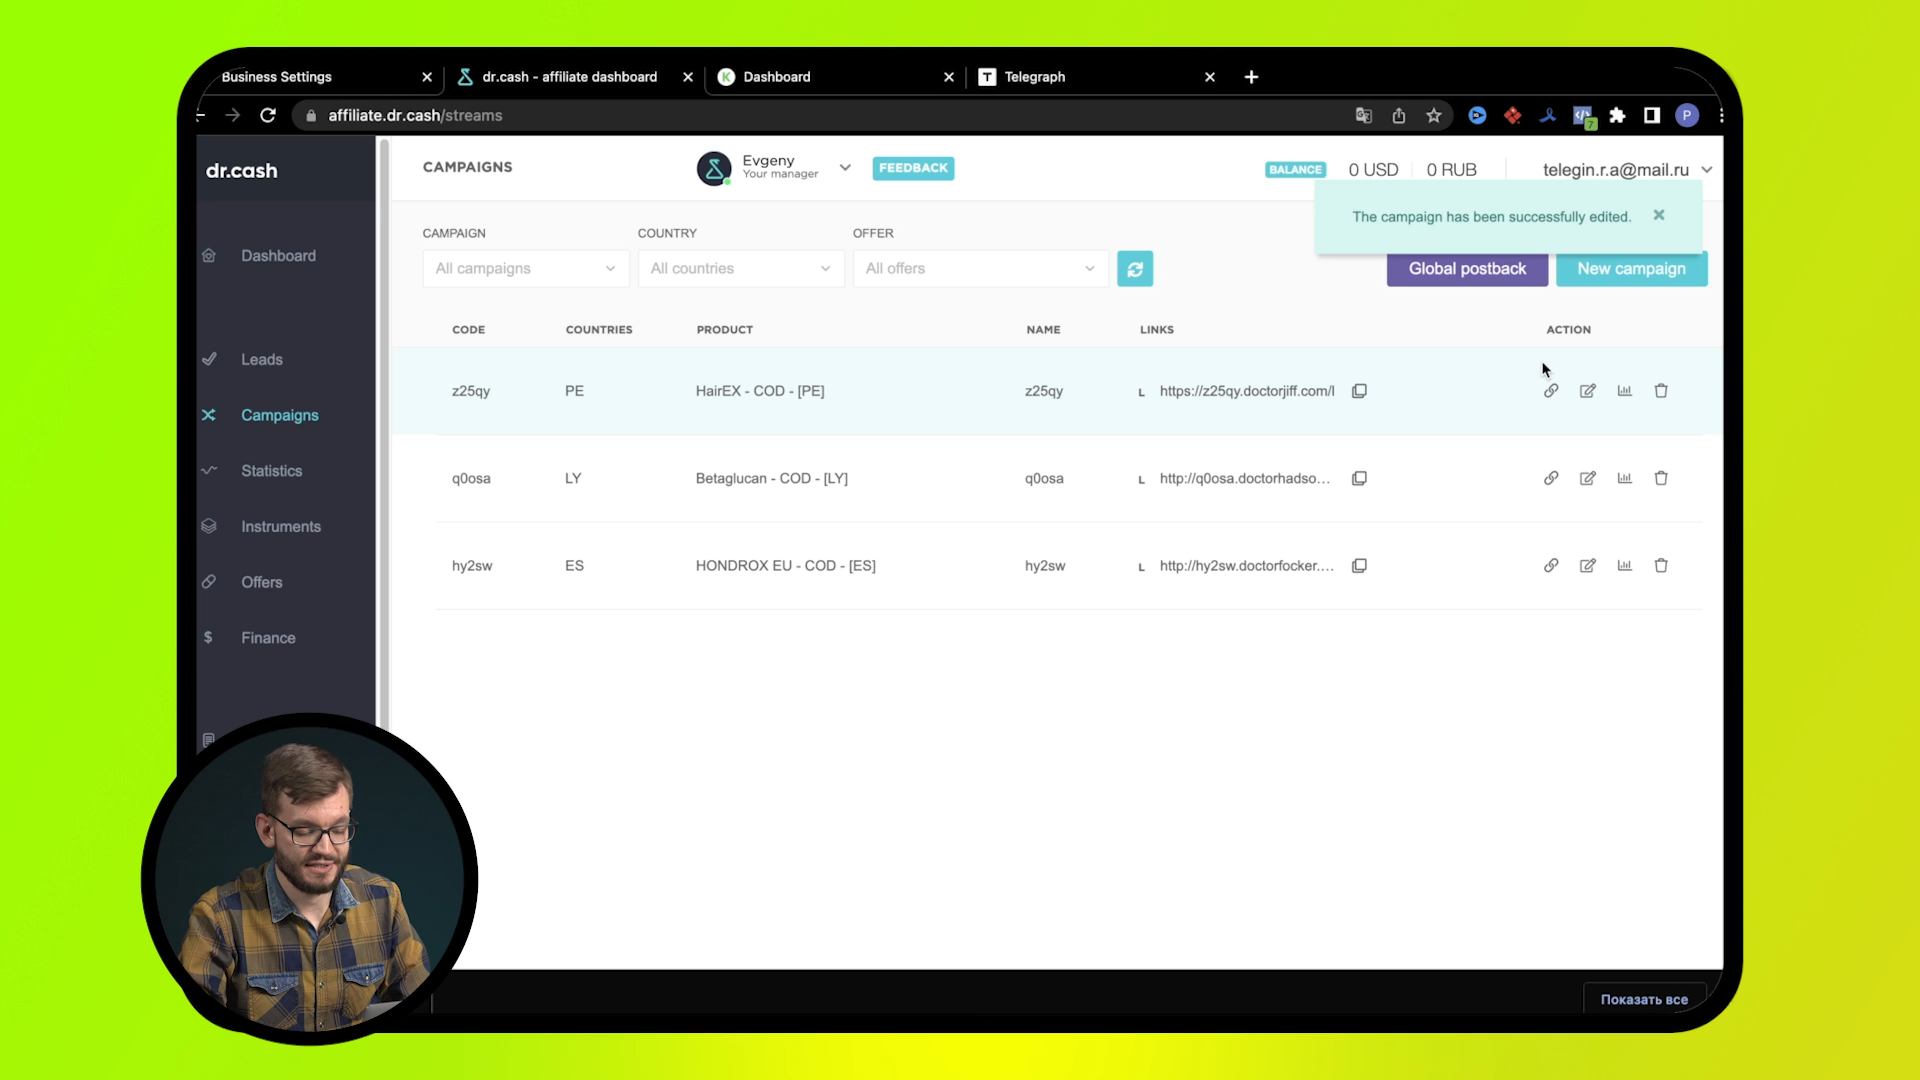 Business Settings
dr.cash - affiliate dashboard
K
Dashboard
T
Telegraph
affiliate.dr.cash/streams
7
P
dr.cash
CAMPAIGNS
Evgeny
Your manager
FEEDBACK
BALANCE
0 USD
0 RUB
telegin.r.a@mail.ru
The campaign has been successfully edited.
CAMPAIGN
COUNTRY
OFFER
All campaigns
All countries
All offers
Global postback
New campaign
CODE
COUNTRIES
PRODUCT
NAME
LINKS
ACTION
z25qy
PE
HairEX - COD - [PE]
z25qy
L
https://z25qy.doctorjiff.com/l
q0osa
LY
Betaglucan - COD - [LY]
q0osa
L
http://q0osa.doctorhadso...
hy2sw
ES
HONDROX EU - COD - [ES]
hy2sw
L
http://hy2sw.doctorfocker....
Dashboard
Leads
Campaigns
Statistics
Instruments
Offers
$
Finance
Показать все